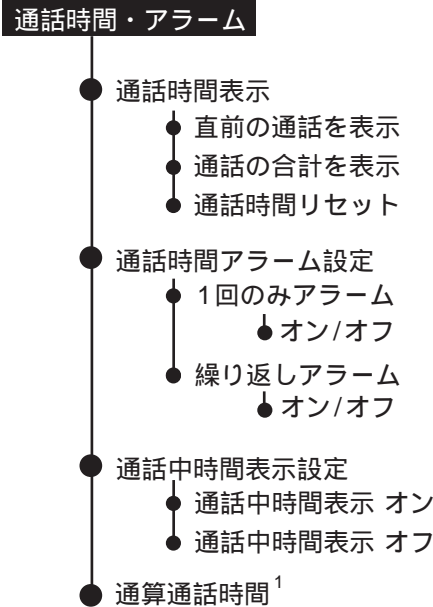 通話時間・アラーム
通話時間表示
直前の通話を表示
通話の合計を表示
通話時間リセット
通話時間アラーム設定
1回のみアラーム
オン/オフ
繰り返しアラーム
オン/オフ
通話中時間表示設定
通話中時間表示 オン
通話中時間表示 オフ
通算通話時間1